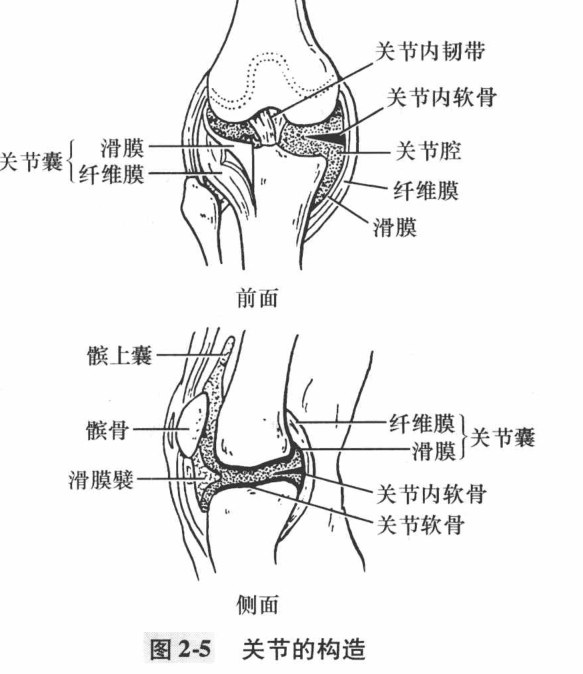 关节内韧带
关节内软骨
滑膜
关节囊
纤维膜
关节腔
纤维膜
滑膜
前面
髌上囊
髌骨
滑膜襞
纤维膜
滑膜
关节囊
关节内软骨
关节软骨
侧面
图 2-5 关节的构造